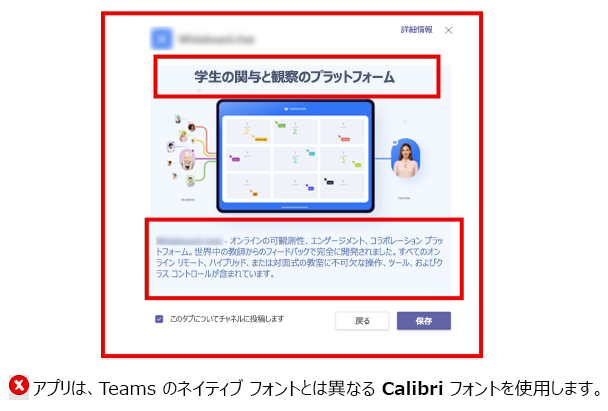 詳細情報
学生の関与と観察のプラットフォーム
- オンラインの可観測性、エンゲージメント、コラボレーション プラッ
トフォーム。世界中の教師からのフィードバックで完全に開発されました。すべてのオン
ライン リモート、ハイブリッド、または対面式の教室に不可欠な操作、ツール、およびク
ラス コントロールが含まれています。
このタブについてチャネルに投稿します
戻る
保存
アプリは、Teams のネイティブ フォントとは異なる Calibri フォントを使用します。